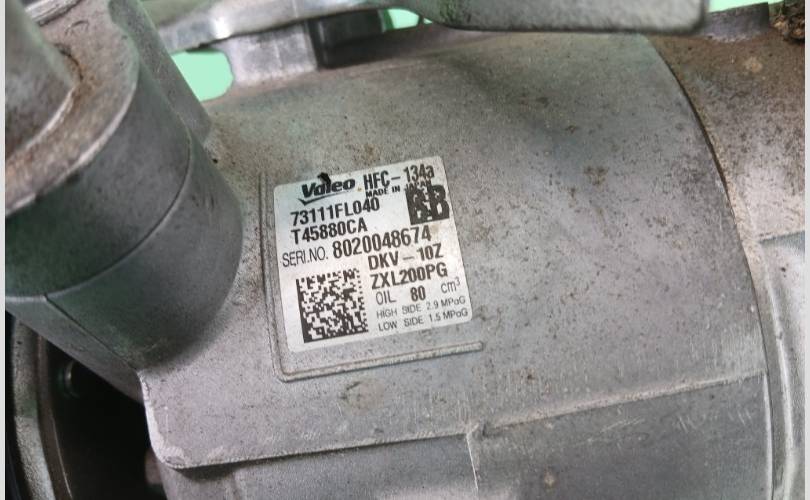 Valeo HFC-134a
MADE IN JAPAN
73111FL040 BB
T45880CA
SERI.NO. 8020048674
DKV-10Z
ZXL200PG
OIL 80 cm³
HIGH SIDE 2.9 MPaG
LOW SIDE 1.5 MPaG